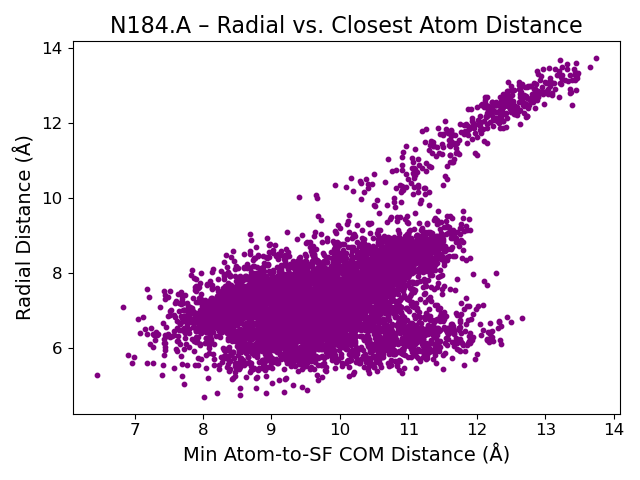 N184.A – Radial vs. Closest Atom Distance
Radial Distance (Å)
14
12
10
8
6
7 8 9 10 11 12 13 14
Min Atom-to-SF COM Distance (Å)